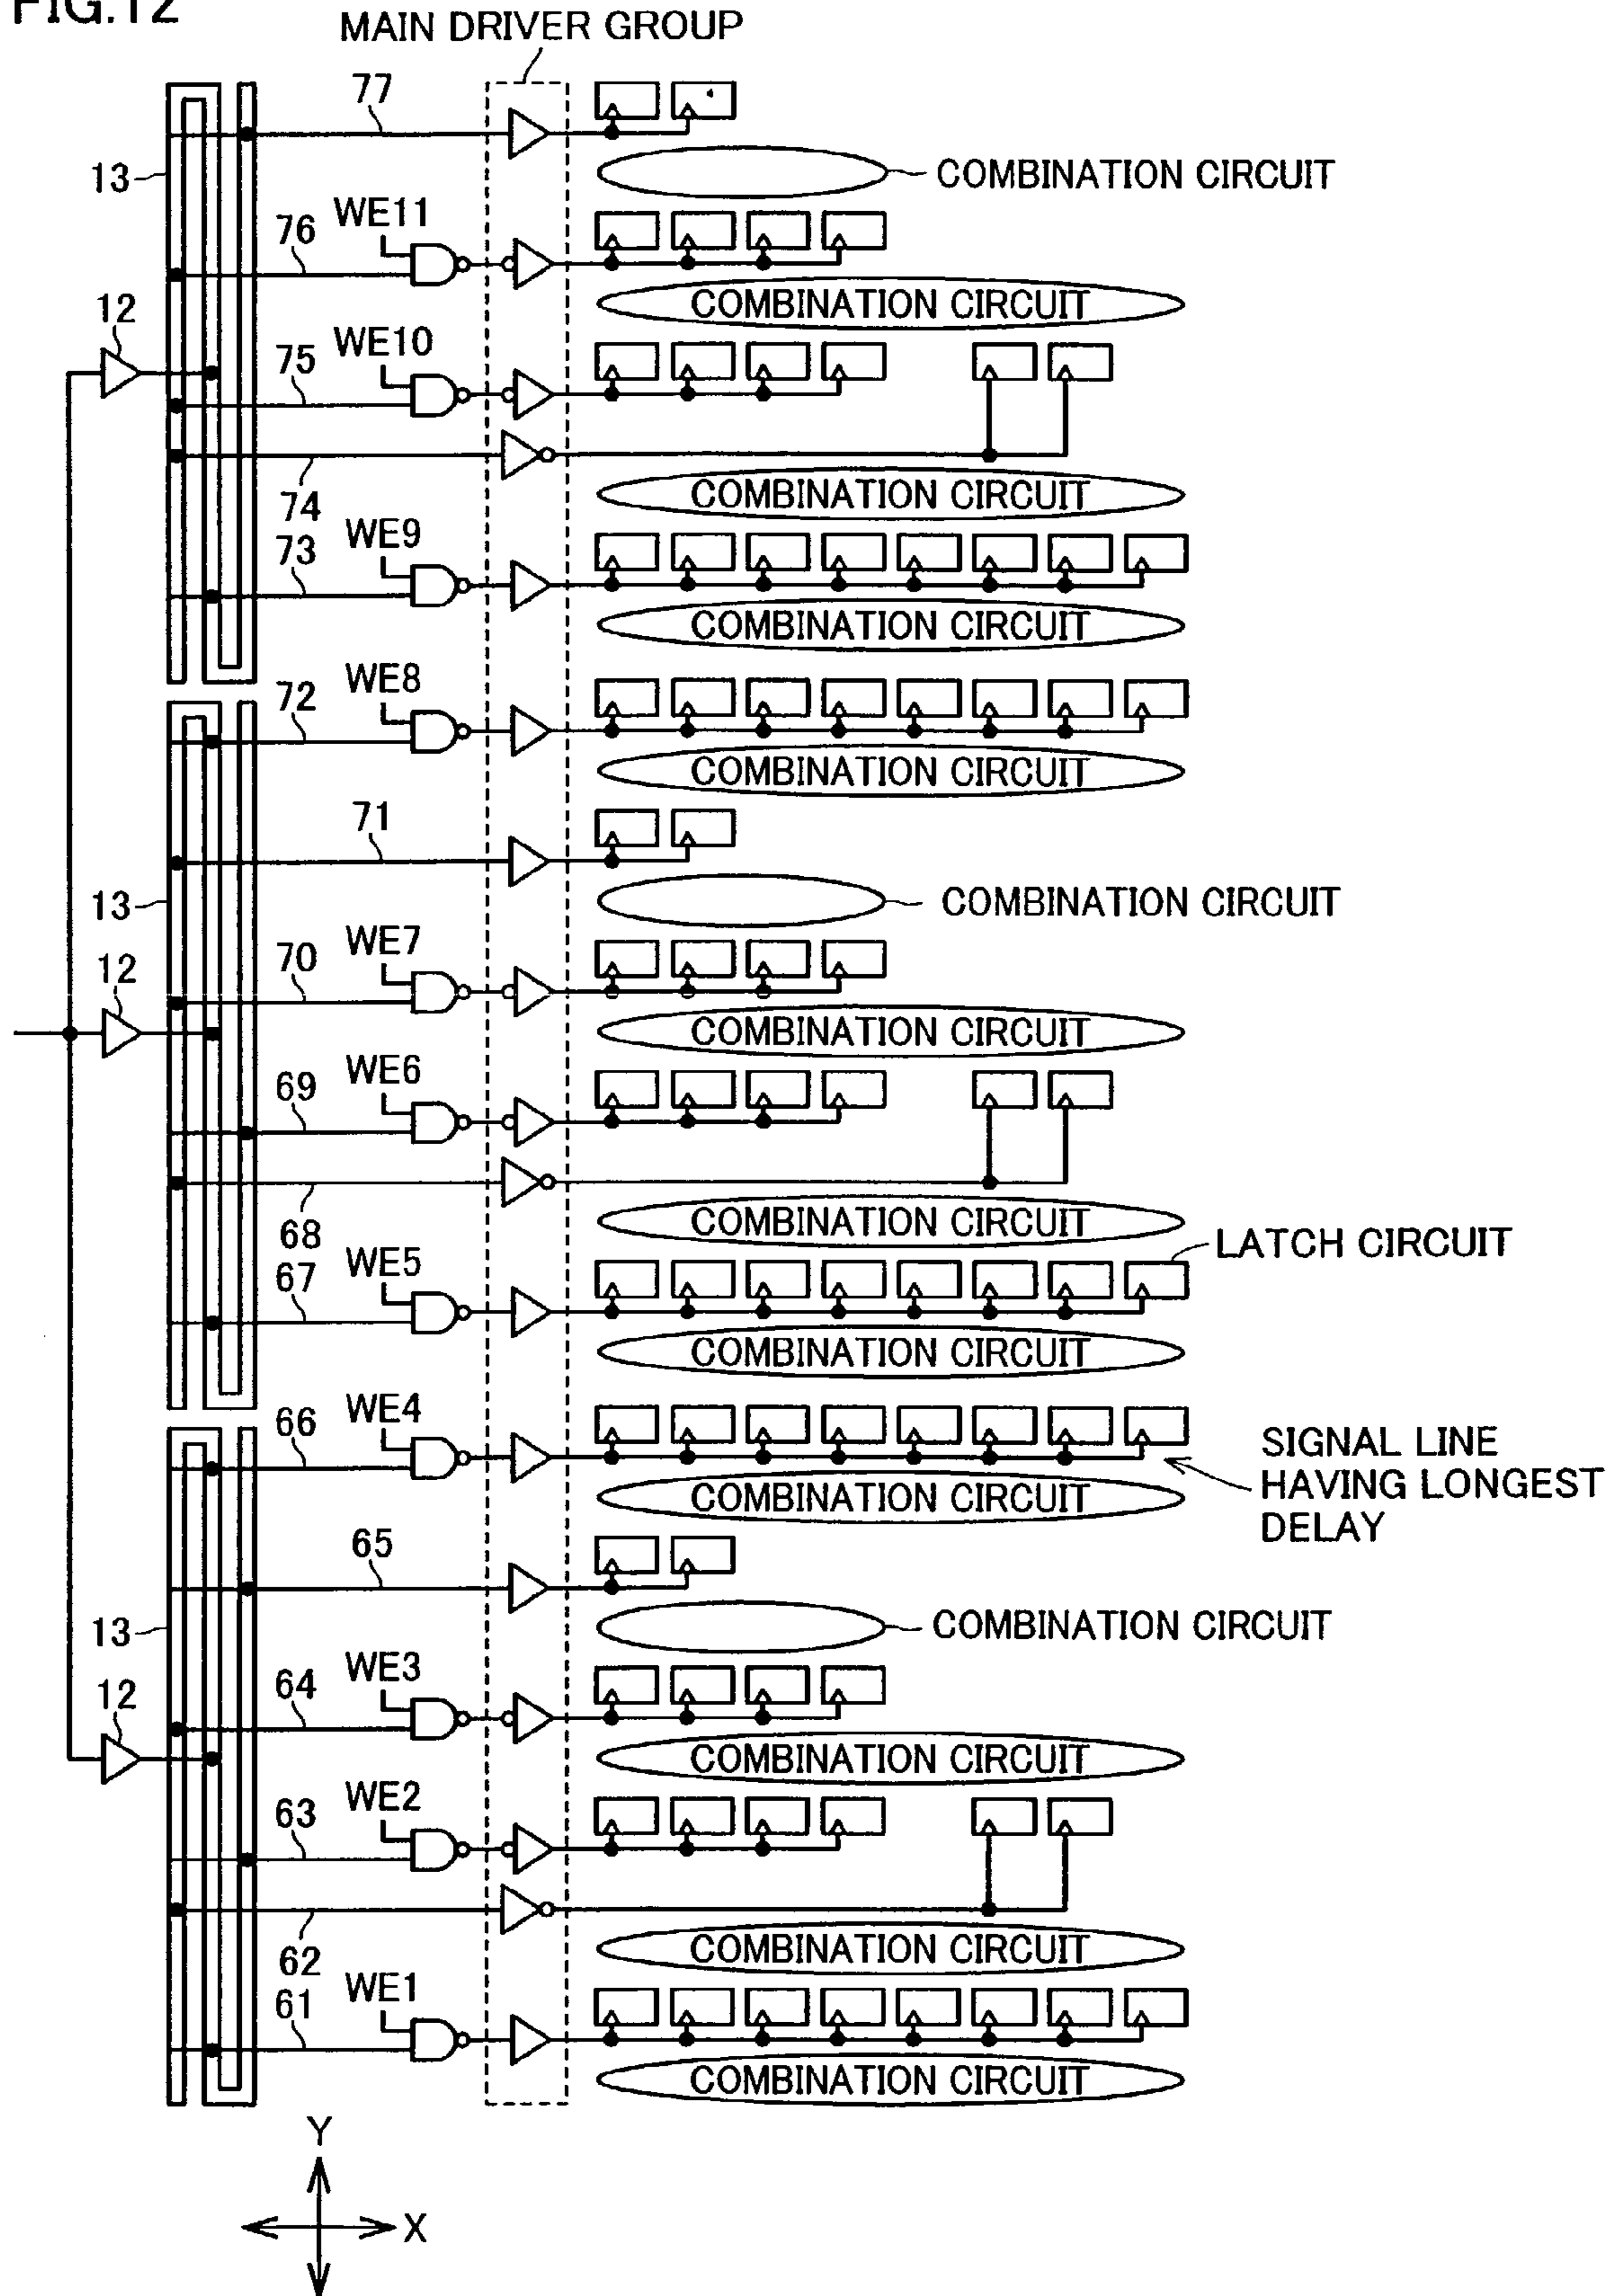 FIG.12
MAIN DRIVER GROUP
77
13
COMBINATION CIRCUIT
WE11
76
COMBINATION CIRCUIT
12
WE10
75
COMBINATION CIRCUIT
74
WE9
73
COMBINATION CIRCUIT
WE8
72
COMBINATION CIRCUIT
71
13
COMBINATION CIRCUIT
WE7
70
12
COMBINATION CIRCUIT
WE6
69
COMBINATION CIRCUIT
68
LATCH CIRCUIT
WE5
67
COMBINATION CIRCUIT
WE4
66
SIGNAL LINE
HAVING LONGEST
DELAY
COMBINATION CIRCUIT
65
13
COMBINATION CIRCUIT
WE3
64
12
COMBINATION CIRCUIT
WE2
63
COMBINATION CIRCUIT
62
WE1
61
COMBINATION CIRCUIT
Y
X